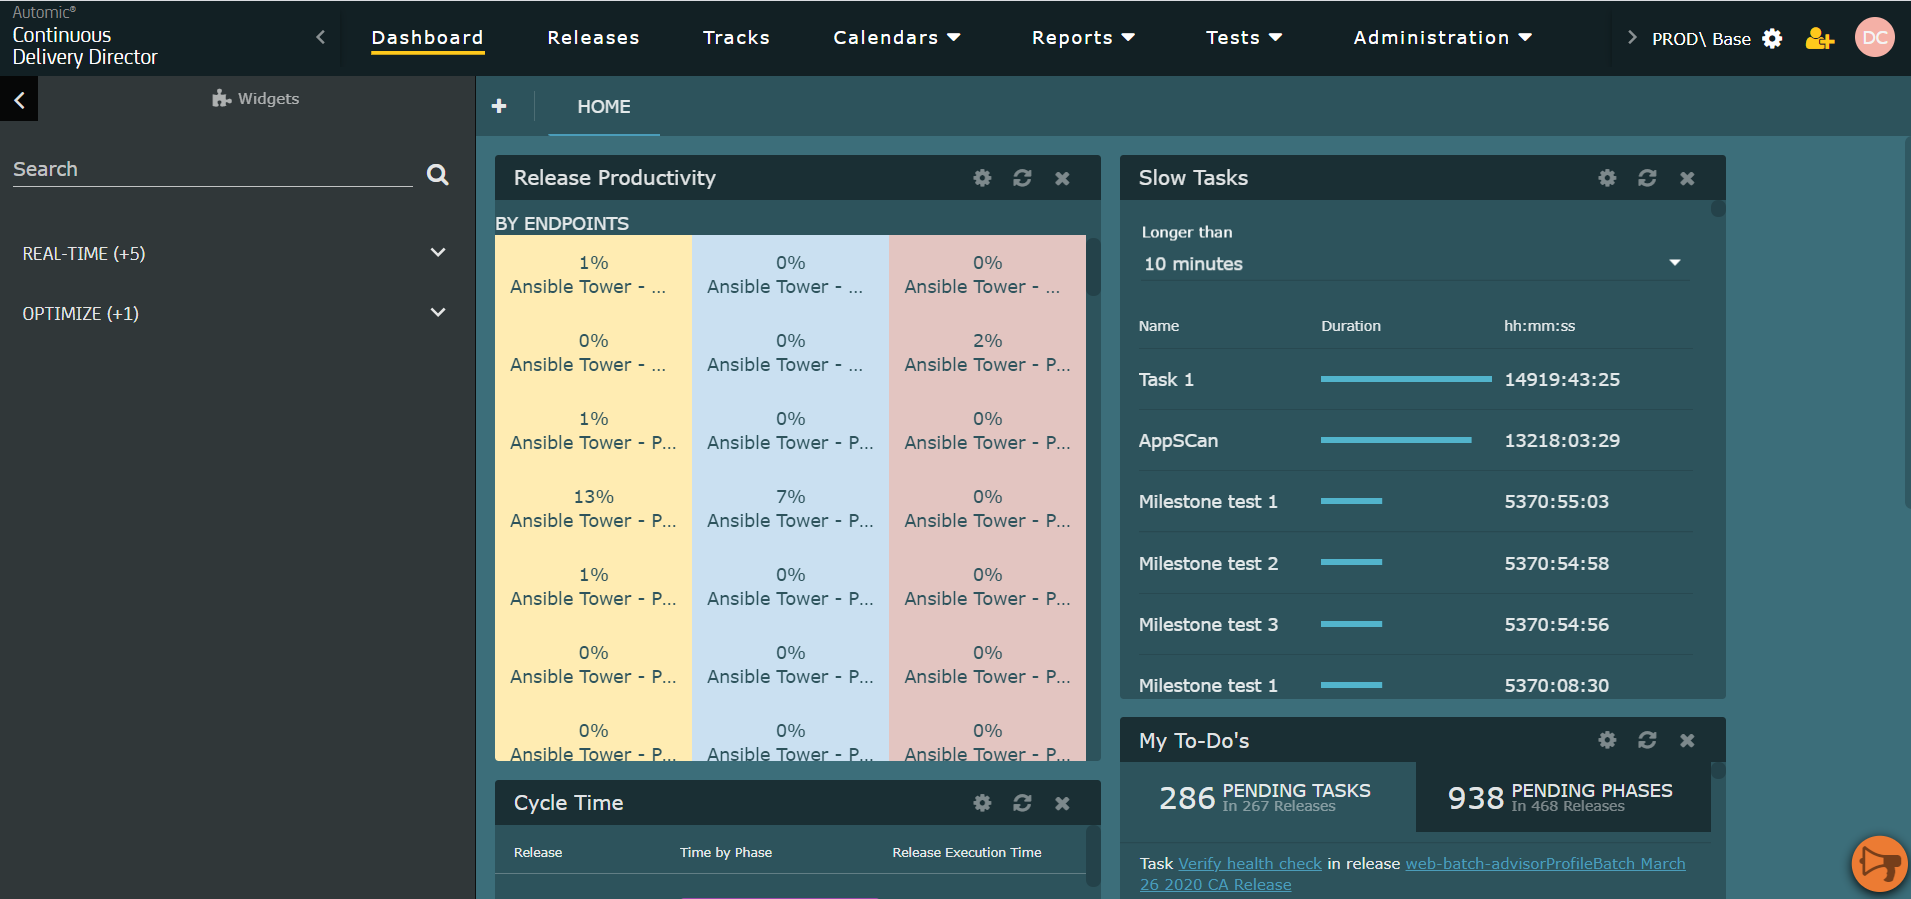 Automic®
Continuous
Delivery Director
Dashboard
Releases
Tracks
Calendars
Reports
Tests
Administration
PROD\ Base
DC
Widgets
Search
REAL-TIME (+5)
OPTIMIZE (+1)
HOME
Release Productivity
BY ENDPOINTS
1% 0% 0%
Ansible Tower - ... Ansible Tower - ... Ansible Tower - ...
0% 0% 2%
Ansible Tower - ... Ansible Tower - ... Ansible Tower - P...
1% 0% 0%
Ansible Tower - P... Ansible Tower - P... Ansible Tower - P...
13% 7% 0%
Ansible Tower - P... Ansible Tower - P... Ansible Tower - P...
1% 0% 0%
Ansible Tower - P... Ansible Tower - P... Ansible Tower - P...
0% 0% 0%
Ansible Tower - P... Ansible Tower - P... Ansible Tower - P...
0% 0% 0%
Ansible Tower - P... Ansible Tower - P... Ansible Tower - P...
Cycle Time
Release Time by Phase Release Execution Time
Slow Tasks
Longer than
10 minutes
Name Duration hh:mm:ss
Task 1 14919:43:25
AppSCan 13218:03:29
Milestone test 1 5370:55:03
Milestone test 2 5370:54:58
Milestone test 3 5370:54:56
Milestone test 1 5370:08:30
My To-Do's
286 PENDING TASKS
In 267 Releases
938 PENDING PHASES
In 468 Releases
Task Verify health check in release web-batch-advisorProfileBatch March
26 2020 CA Release